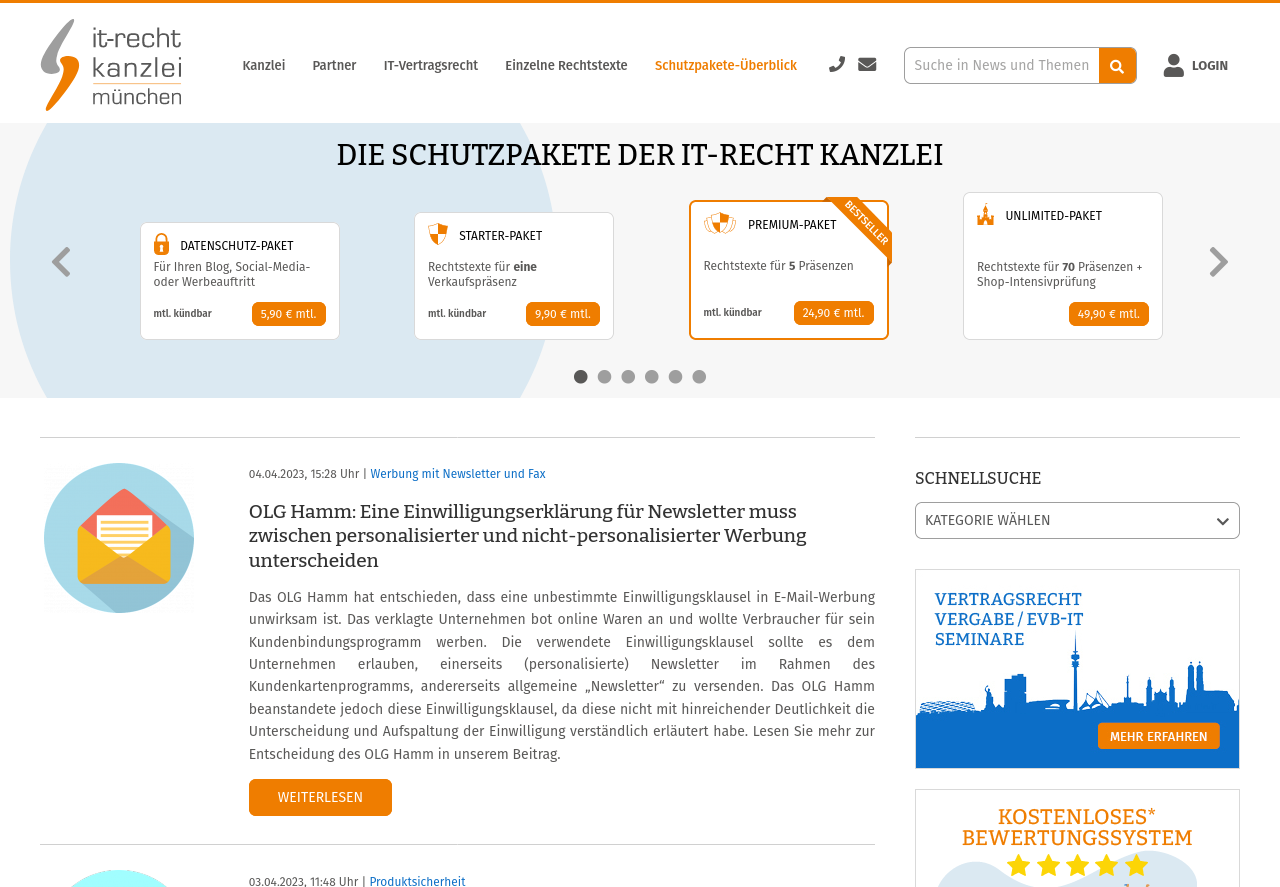 it-recht
kanzlei
münchen
Kanzlei
Partner
IT-Vertragsrecht
Einzelne Rechtstexte
Schutzpakete-Überblick
Suche in News und Themen
LOGIN
DIE SCHUTZPAKETE DER IT-RECHT KANZLEI
DATENSCHUTZ-PAKET
Für Ihren Blog, Social-Media-
oder Werbeauftritt
mtl. kündbar
5,90 € mtl.
STARTER-PAKET
Rechtstexte für eine
Verkaufspräsenz
mtl. kündbar
9,90 € mtl.
PREMIUM-PAKET
BESTSELLER
Rechtstexte für 5 Präsenzen
mtl. kündbar
24,90 € mtl.
UNLIMITED-PAKET
Rechtstexte für 70 Präsenzen +
Shop-Intensivprüfung
49,90 € mtl.
04.04.2023, 15:28 Uhr | Werbung mit Newsletter und Fax
OLG Hamm: Eine Einwilligungserklärung für Newsletter muss
zwischen personalisierter und nicht-personalisierter Werbung
unterscheiden
Das OLG Hamm hat entschieden, dass eine unbestimmte Einwilligungsklausel in E-Mail-Werbung
unwirksam ist. Das verklagte Unternehmen bot online Waren an und wollte Verbraucher für sein
Kundenbindungsprogramm werben. Die verwendete Einwilligungsklausel sollte es dem
Unternehmen erlauben, einerseits (personalisierte) Newsletter im Rahmen des
Kundenkartenprogramms, andererseits allgemeine „Newsletter“ zu versenden. Das OLG Hamm
beanstandete jedoch diese Einwilligungsklausel, da diese nicht mit hinreichender Deutlichkeit die
Unterscheidung und Aufspaltung der Einwilligung verständlich erläutert habe. Lesen Sie mehr zur
Entscheidung des OLG Hamm in unserem Beitrag.
WEITERLESEN
03.04.2023, 11:48 Uhr | Produktsicherheit
SCHNELLSUCHE
KATEGORIE WÄHLEN
VERTRAGSRECHT
VERGABE / EVB-IT
SEMINARE
MEHR ERFAHREN
KOSTENLOSES*
BEWERTUNGSSYSTEM